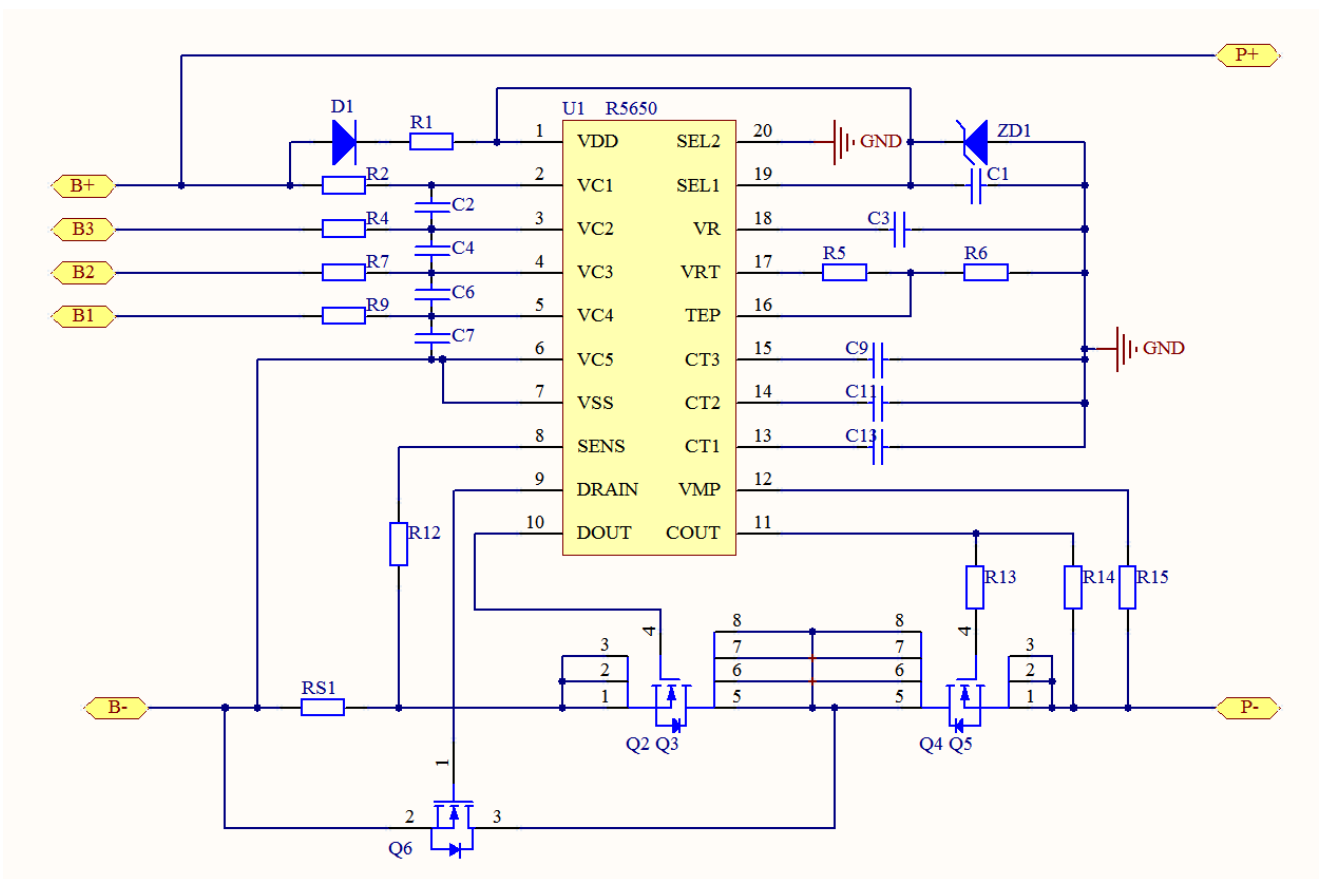 P+
D1
R1
U1 R5650
1 VDD SEL2 20 GND ZD1
B+ R2 2 VC1 SEL1 19 C1
C2
B3 R4 3 VC2 VR 18 C3
C4
B2 R7 4 VC3 VRT 17 R5 R6
C6
B1 R9 5 VC4 TEP 16
C7
6 VC5 CT3 15 C9 GND
7 VSS CT2 14 C11
8 SENS CT1 13 C13
9 DRAIN VMP 12
10 DOUT COUT 11
R12
R13 R14 R15
4 8 8 4
3 7 7 3
2 6 6 2
B- RS1 1 5 5 1 P-
Q2 Q3 Q4 Q5
1
2 3
Q6